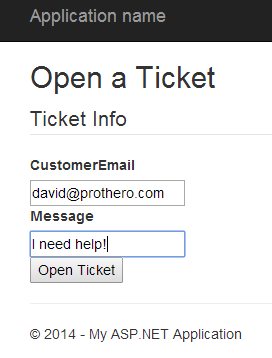 Application name
Open a Ticket
Ticket Info
CustomerEmail
david@prothero.com
Message
I need help!
Open Ticket
© 2014 - My ASP.NET Application